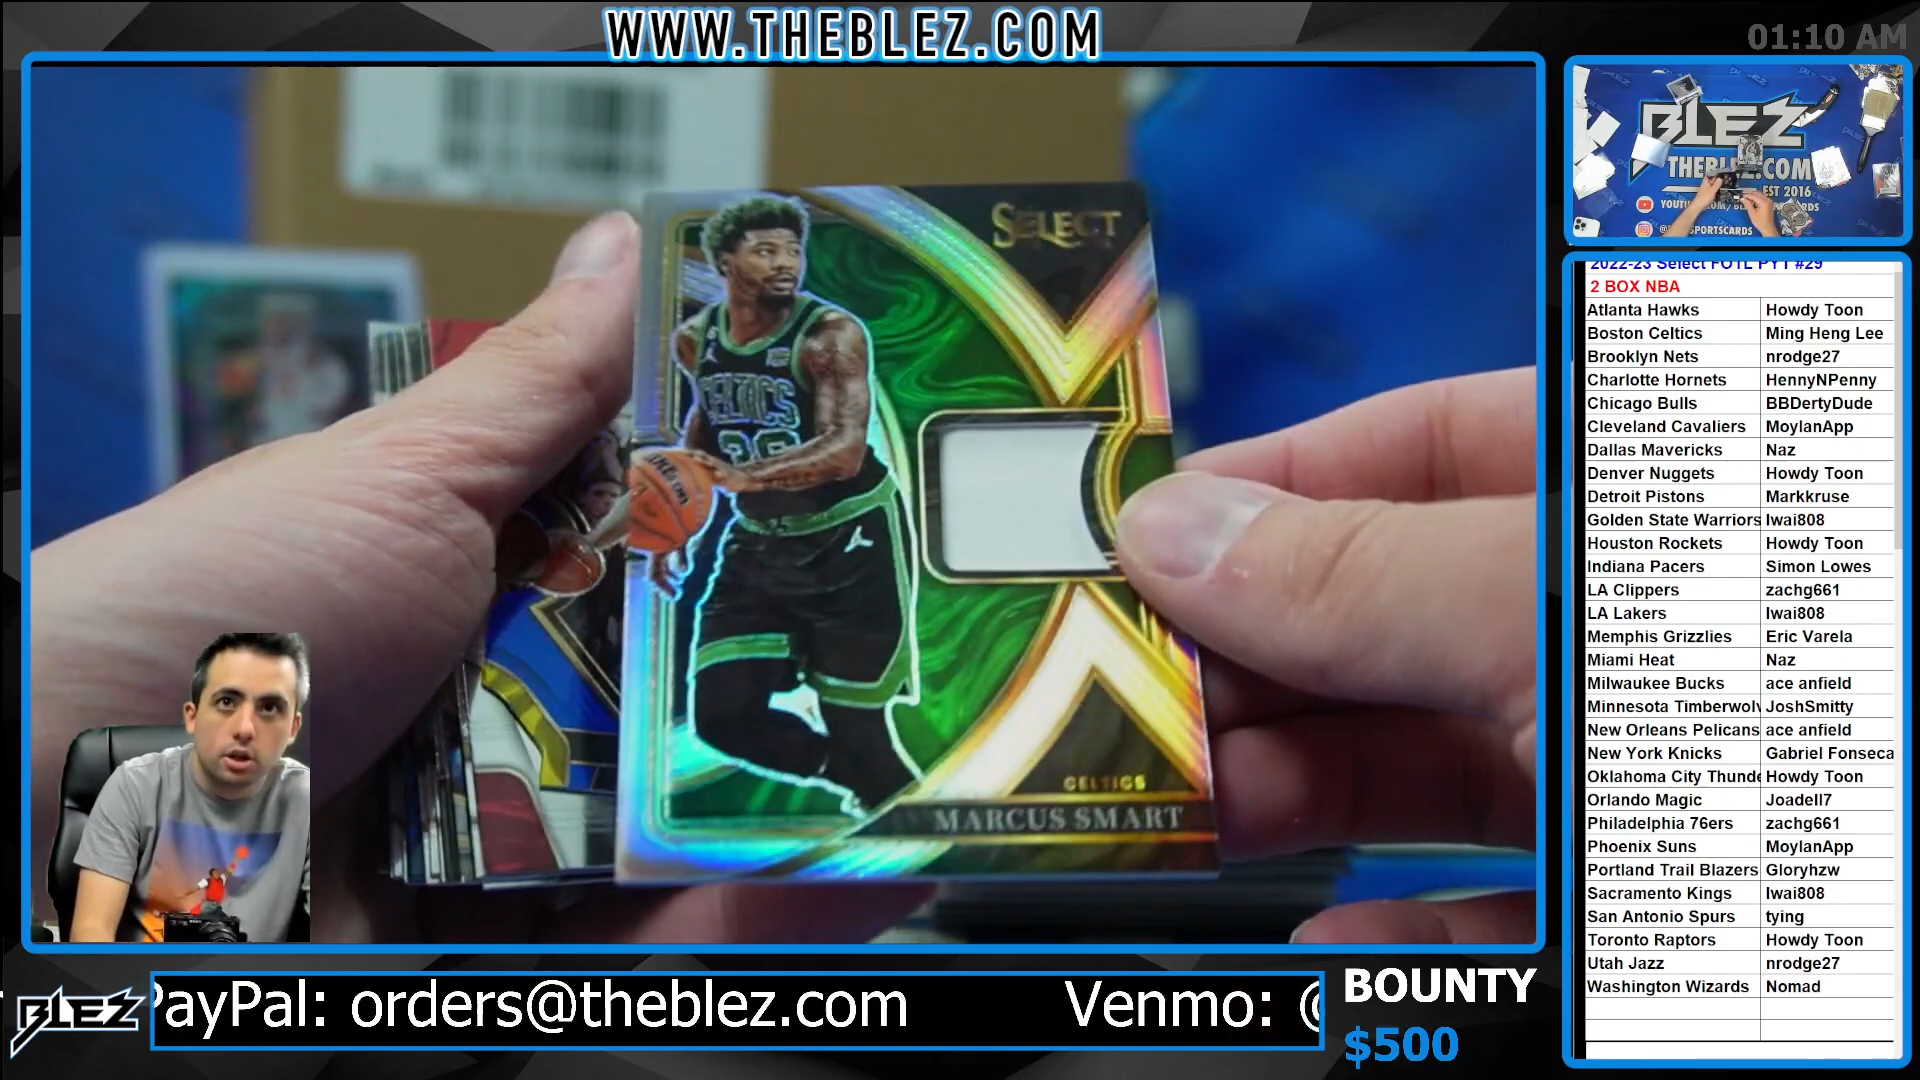 WWW.THEBLEZ.COM
01:10 AM
BLEZ
THEBLEZ.COM
EST 2016
SELECT
CELTICS
36
CELTICS
MARCUS SMART
2022-23 Select FOTL PYT #29
2 BOX NBA
Atlanta Hawks Howdy Toon
Boston Celtics Ming Heng Lee
Brooklyn Nets nrodge27
Charlotte Hornets HennyNPenny
Chicago Bulls BBDertyDude
Cleveland Cavaliers MoylanApp
Dallas Mavericks Naz
Denver Nuggets Howdy Toon
Detroit Pistons Markkruse
Golden State Warriors Iwai808
Houston Rockets Howdy Toon
Indiana Pacers Simon Lowes
LA Clippers zachg661
LA Lakers Iwai808
Memphis Grizzlies Eric Varela
Miami Heat Naz
Milwaukee Bucks ace anfield
Minnesota Timberwolv JoshSmitty
New Orleans Pelicans ace anfield
New York Knicks Gabriel Fonseca
Oklahoma City Thunde Howdy Toon
Orlando Magic Joadell7
Philadelphia 76ers zachg661
Phoenix Suns MoylanApp
Portland Trail Blazers Gloryhzw
Sacramento Kings Iwai808
San Antonio Spurs tying
Toronto Raptors Howdy Toon
Utah Jazz nrodge27
Washington Wizards Nomad
BLEZ
PayPal: orders@theblez.com Venmo: @
BOUNTY
$500